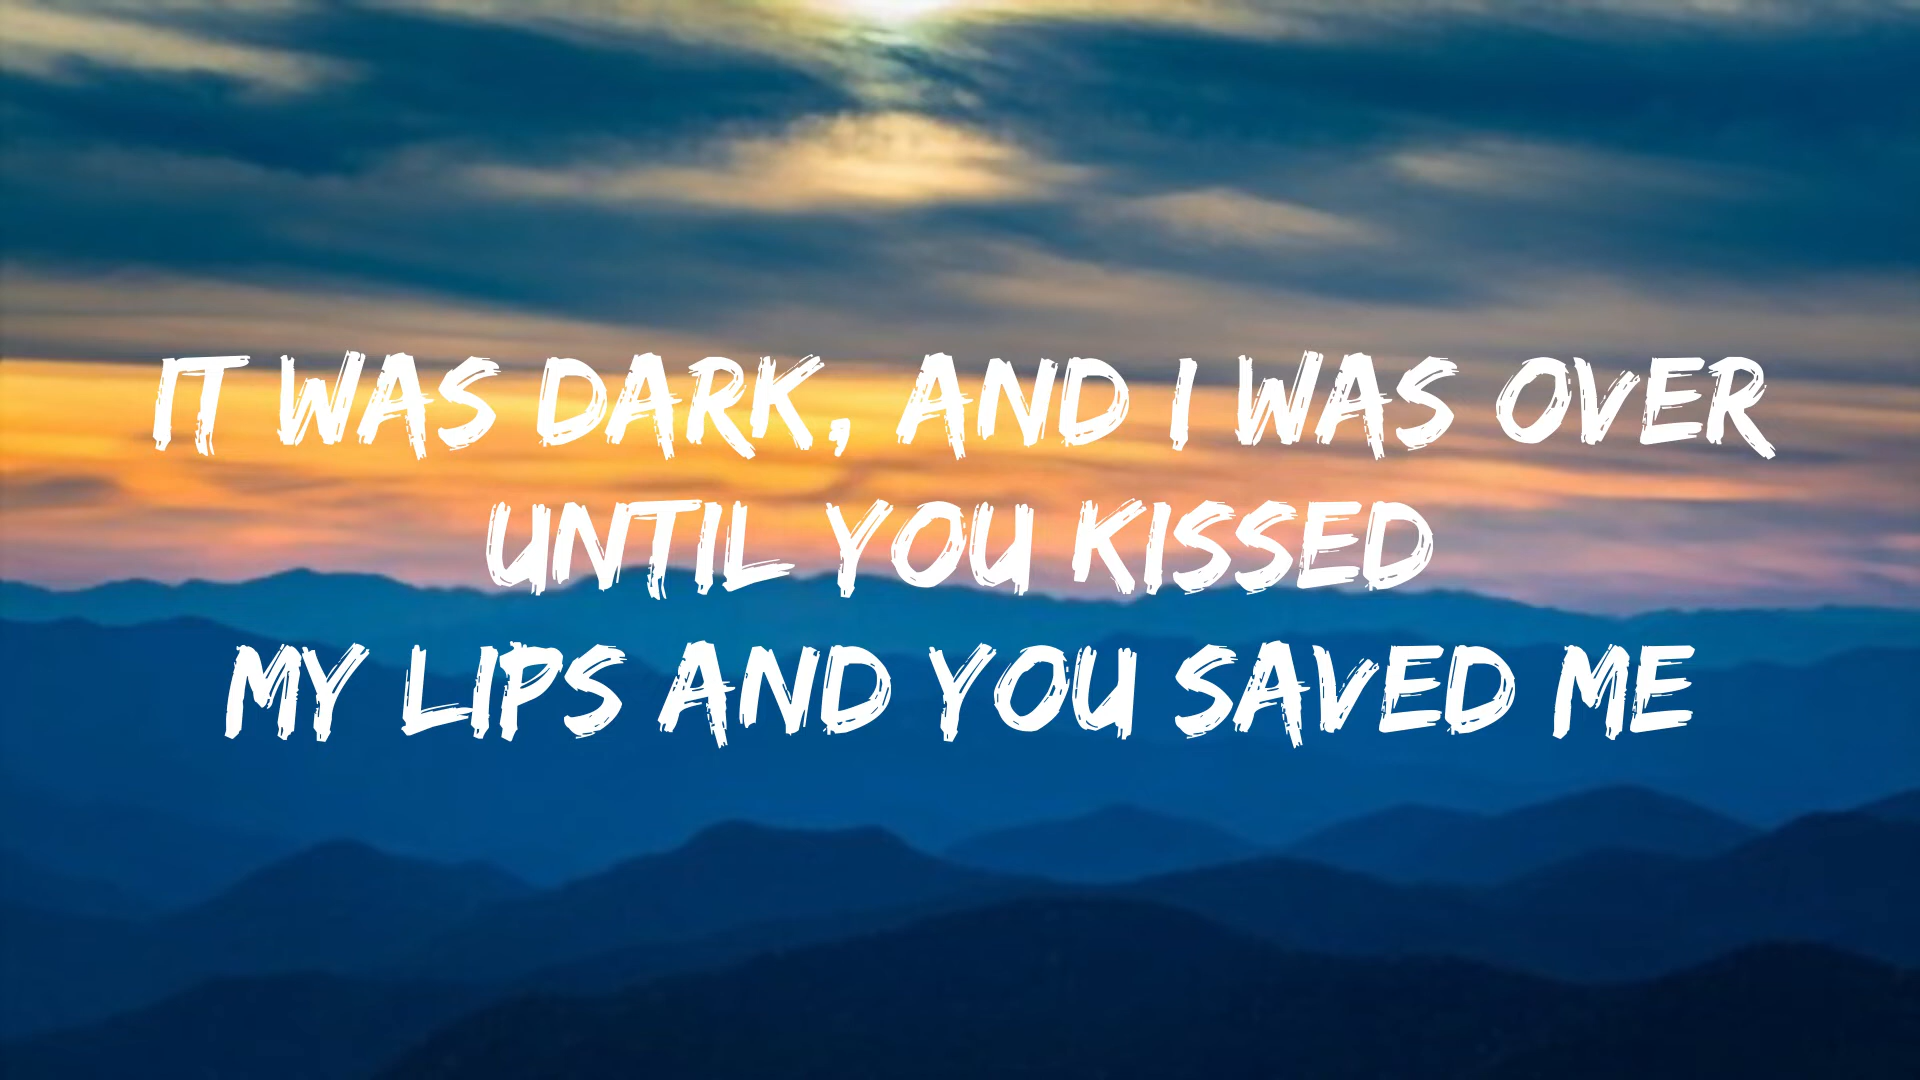 IT WAS DARK, AND I WAS OVER
UNTIL YOU KISSED
MY LIPS AND YOU SAVED ME